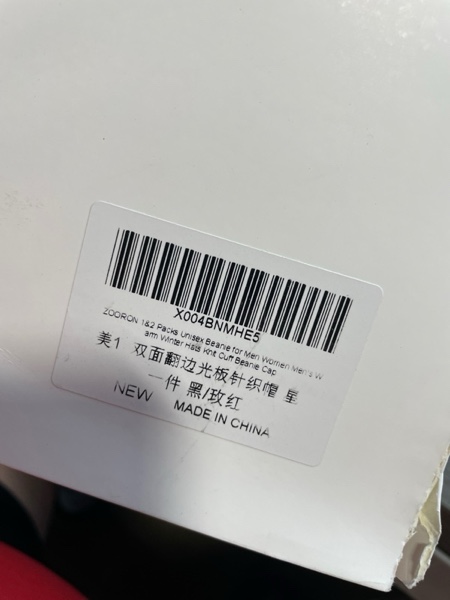 X004BNMHE5
ZOORON 1&2 Packs Unisex Beanie for Men Women Men's W
arm Winter Hats Knit Cuff Beanie Cap
美1 双面翻边光板针织帽 星
一件 黑/玫红
NEW MADE IN CHINA